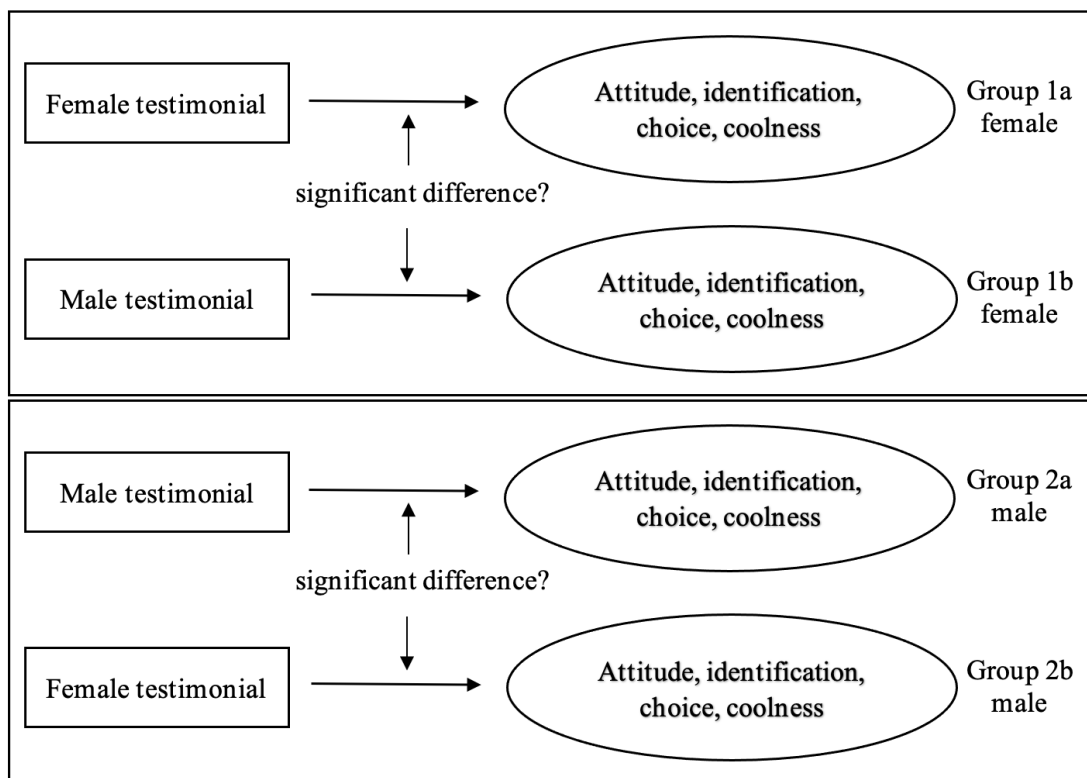 Female testimonial
Attitude, identification,
choice, coolness
Group 1a
female
significant difference?
Male testimonial
Attitude, identification,
choice, coolness
Group 1b
female
Male testimonial
Attitude, identification,
choice, coolness
Group 2a
male
significant difference?
Female testimonial
Attitude, identification,
choice, coolness
Group 2b
male